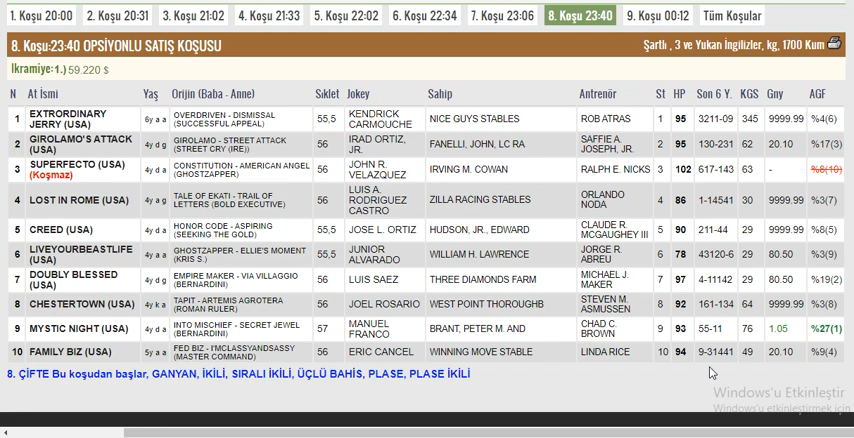 1. Koşu 20:00 2. Koşu 20:31 3. Koşu 21:02 4. Koşu 21:33 5. Koşu 22:02 6. Koşu 22:34 7. Koşu 23:06 8. Koşu 23:40 9. Koşu 00:12 Tüm Koşular
8. Koşu:23:40 OPSİYONLU SATIŞ KOŞUSU Şartlı , 3 ve Yukarı İngilizler, kg, 1700 Kum
İkramiye:1.) 59.220 $
N At İsmi Yaş Orijin (Baba - Anne) Sıklet Jokey Sahip Antrenör St HP Son 6 Y. KGS Gny AGF
1 EXTRORDINARY JERRY (USA) 6y a a OVERDRIVEN - DISMISSAL (SUCCESSFUL APPEAL) 55,5 KENDRICK CARMOUCHE NICE GUYS STABLES ROB ATRAS 1 95 3211-09 345 9999.99 %4(6)
2 GIROLAMO'S ATTACK (USA) 4y d g GIROLAMO - STREET ATTACK (STREET CRY (IRE)) 56 IRAD ORTIZ, JR. FANELLI, JOHN, LC RA SAFFIE A. JOSEPH, JR. 2 95 130-231 62 20.10 %17(3)
3 SUPERFECTO (USA) (Koşmaz) 4y d a CONSTITUTION - AMERICAN ANGEL (GHOSTZAPPER) 56 JOHN R. VELAZQUEZ IRVING M. COWAN RALPH E. NICKS 3 102 617-143 63 - %8(10)
4 LOST IN ROME (USA) 4y a g TALE OF EKATI - TRAIL OF LETTERS (BOLD EXECUTIVE) 56 LUIS A. RODRIGUEZ CASTRO ZILLA RACING STABLES ORLANDO NODA 4 86 1-14541 30 9999.99 %3(7)
5 CREED (USA) 4y d a HONOR CODE - ASPIRING (SEEKING THE GOLD) 55,5 JOSE L. ORTIZ HUDSON, JR., EDWARD CLAUDE R. MCGAUGHEY III 5 90 211-44 29 9999.99 %8(5)
6 LIVEYOURBEASTLIFE (USA) 4y a a GHOSTZAPPER - ELLIE'S MOMENT (KRIS S.) 55,5 JUNIOR ALVARADO WILLIAM H. LAWRENCE JORGE R. ABREU 6 78 43120-6 29 80.50 %3(9)
7 DOUBLY BLESSED (USA) 4y d g EMPIRE MAKER - VIA VILLAGGIO (BERNARDINI) 56 LUIS SAEZ THREE DIAMONDS FARM MICHAEL J. MAKER 7 97 4-11142 29 80.50 %19(2)
8 CHESTERTOWN (USA) 4y k a TAPIT - ARTEMIS AGROTERA (ROMAN RULER) 56 JOEL ROSARIO WEST POINT THOROUGHB STEVEN M. ASMUSSEN 8 92 161-134 64 9999.99 %3(8)
9 MYSTIC NIGHT (USA) 4y d a INTO MISCHIEF - SECRET JEWEL (BERNARDINI) 57 MANUEL FRANCO BRANT, PETER M. AND CHAD C. BROWN 9 93 55-11 76 1.05 %27(1)
10 FAMILY BIZ (USA) 5y a a FED BIZ - I'MCLASSYANDSASSY (MASTER COMMAND) 56 ERIC CANCEL WINNING MOVE STABLE LINDA RICE 10 94 9-31441 49 20.10 %9(4)
8. ÇİFTE Bu koşudan başlar, GANYAN, İKİLİ, SIRALI İKİLİ, ÜÇLÜ BAHİS, PLASE, PLASE İKİLİ
Windows'u Etkinleştir
Windows'u etkinleştirmek için